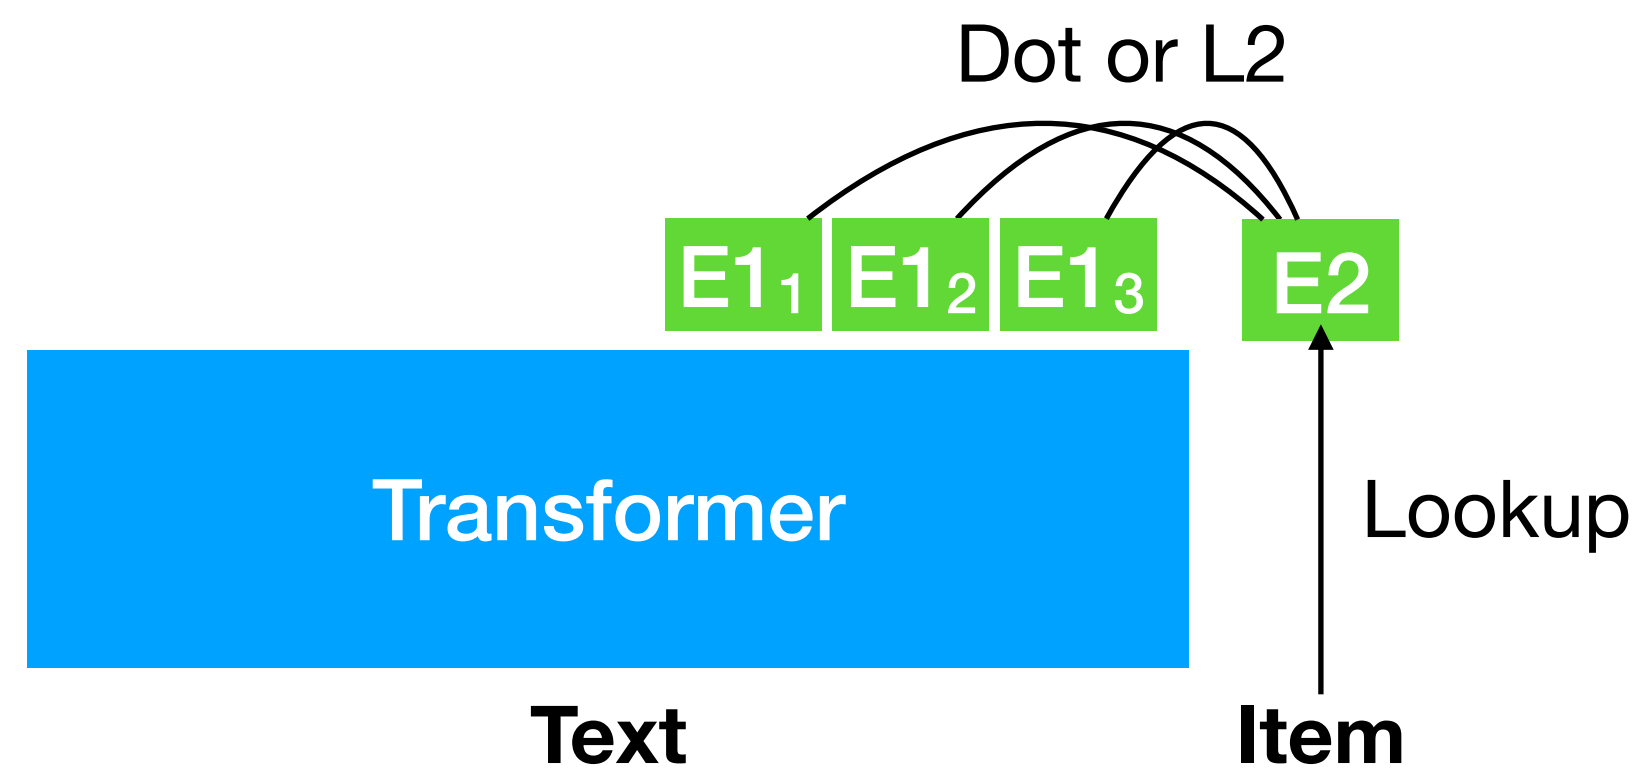 Dot or L2
E1₁ E1₂ E1₃ E2
Transformer
Lookup
Text
Item